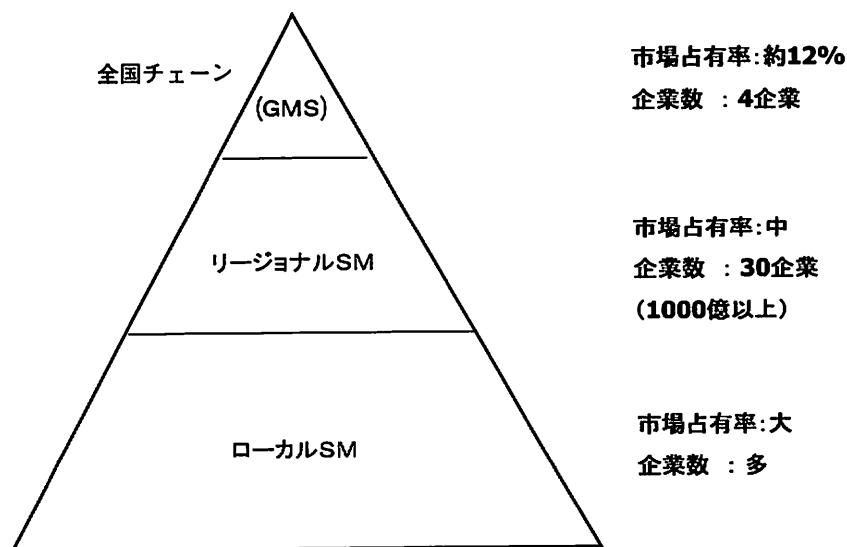 全国チェーン
(GMS)
市場占有率:約12%
企業数 :4企業
リージョナルSM
市場占有率:中
企業数 :30企業
(1000億以上)
ローカルSM
市場占有率:大
企業数 :多